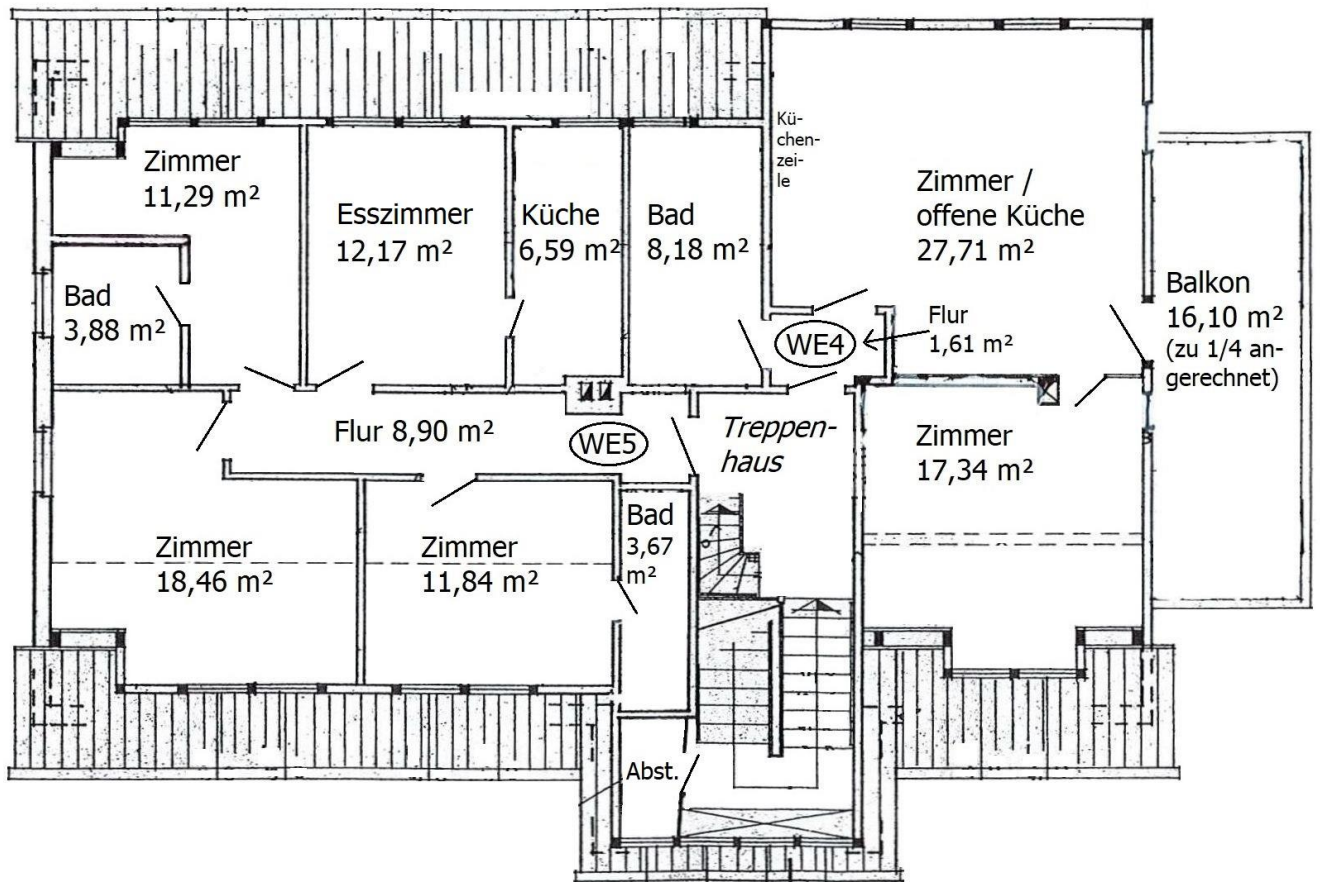 Zimmer
11,29 m²
Esszimmer
12,17 m²
Küche
6,59 m²
Bad
8,18 m²
Kü-
chen-
zei-
le
Zimmer /
offene Küche
27,71 m²
Bad
3,88 m²
WE4
Flur
1,61 m²
Balkon
16,10 m²
(zu 1/4 an-
gerechnet)
Flur 8,90 m²
WE5
Treppen-
haus
Zimmer
17,34 m²
Zimmer
18,46 m²
Zimmer
11,84 m²
Bad
3,67
m²
Abst.